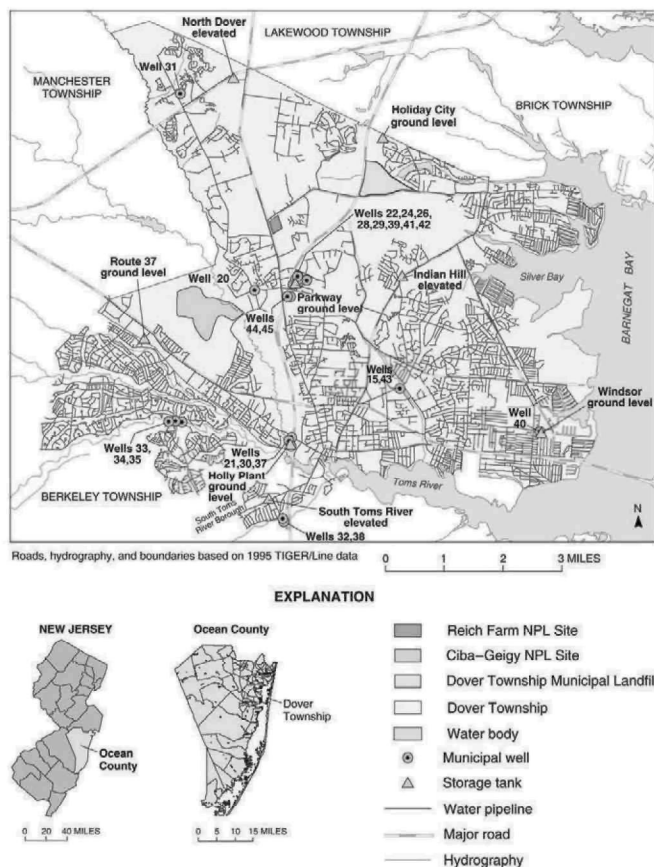 North Dover
elevated
LAKEWOOD TOWNSHIP
Well 31
MANCHESTER
TOWNSHIP
Holiday City
ground level
BRICK TOWNSHIP
Wells 22,24,26,
28,29,39,41,42
Route 37
ground level
Well 20
Indian Hill
elevated
Silver Bay
BARNEGAT BAY
Parkway
ground level
Wells
44,45
Wells
15,43
Windsor
ground level
Well
40
Wells 33,
34,35
Wells
21,30,37
Holly Plant
ground
level
BERKELEY TOWNSHIP
South Toms
River Borough
Toms River
South Toms River
elevated
Wells 32,38
N
Roads, hydrography, and boundaries based on 1995 TIGER/Line data
0 1 2 3 MILES
EXPLANATION
NEW JERSEY
Ocean
County
0 20 40 MILES
Ocean County
Dover
Township
0 5 10 15 MILES
Reich Farm NPL Site
Ciba–Geigy NPL Site
Dover Township Municipal Landfil
Dover Township
Water body
Municipal well
Storage tank
Water pipeline
Major road
Hydrography